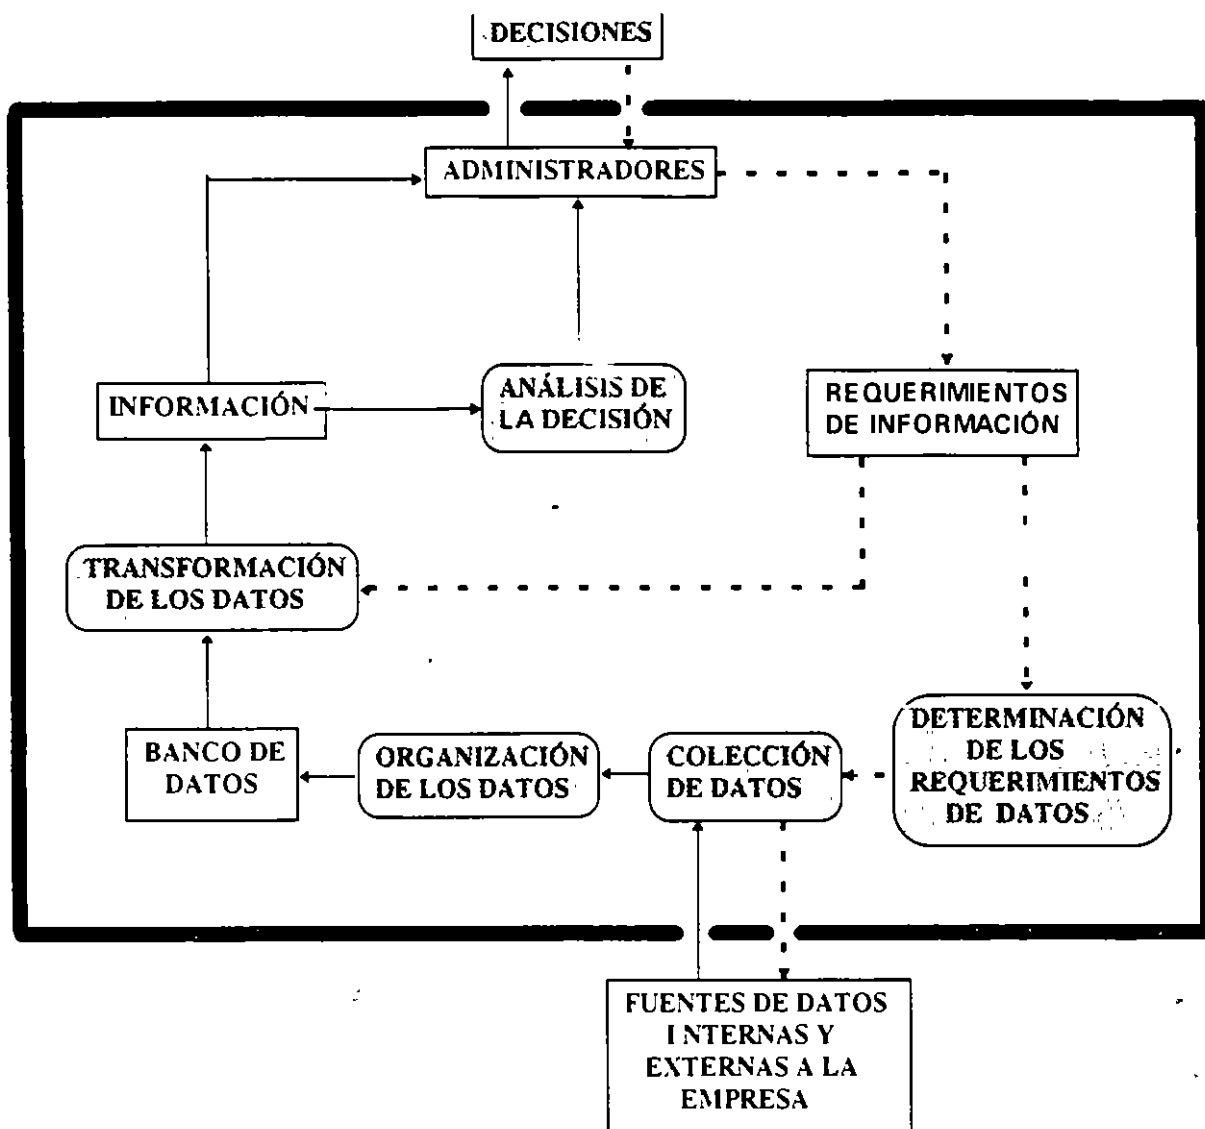 DECISIONES
ADMINISTRADORES
INFORMACIÓN
ANÁLISIS DE
LA DECISIÓN
REQUERIMIENTOS
DE INFORMACIÓN
TRANSFORMACIÓN
DE LOS DATOS
BANCO DE
DATOS
ORGANIZACIÓN
DE LOS DATOS
COLECCIÓN
DE DATOS
DETERMINACIÓN
DE LOS
REQUERIMIENTOS
DE DATOS
FUENTES DE DATOS
INTERNAS Y
EXTERNAS A LA
EMPRESA